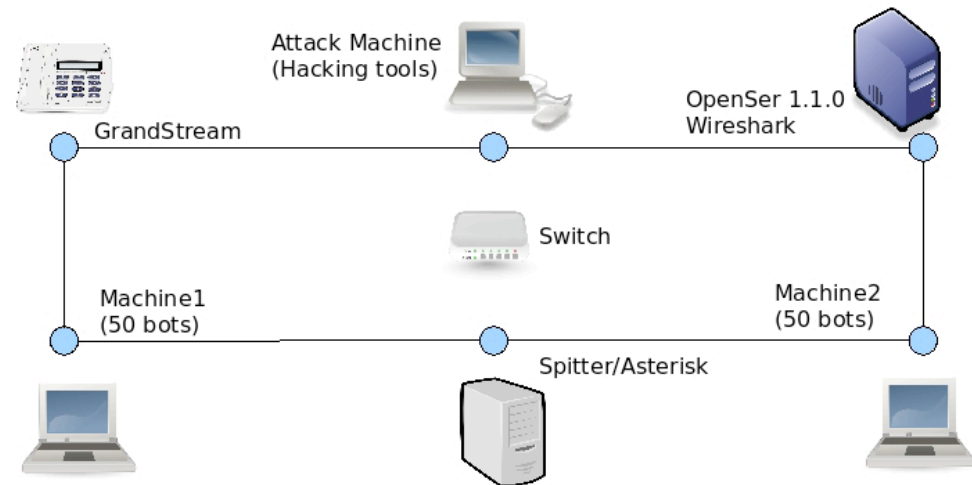 Attack Machine
(Hacking tools)
OpenSer 1.1.0
Wireshark
GrandStream
Switch
Machine1
(50 bots)
Machine2
(50 bots)
Spitter/Asterisk